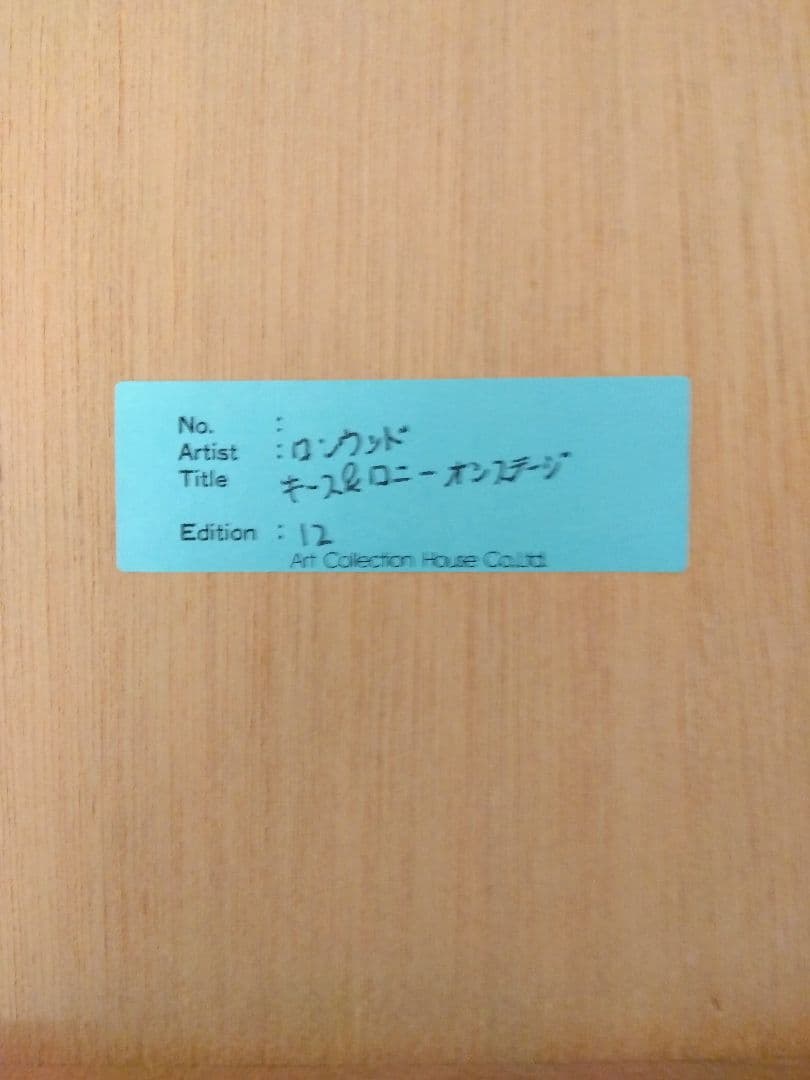 No. :
Artist : ロンウッド
Title キース&ロニー オンステージ
Edition : 12
Art Collection House Co.,Ltd.